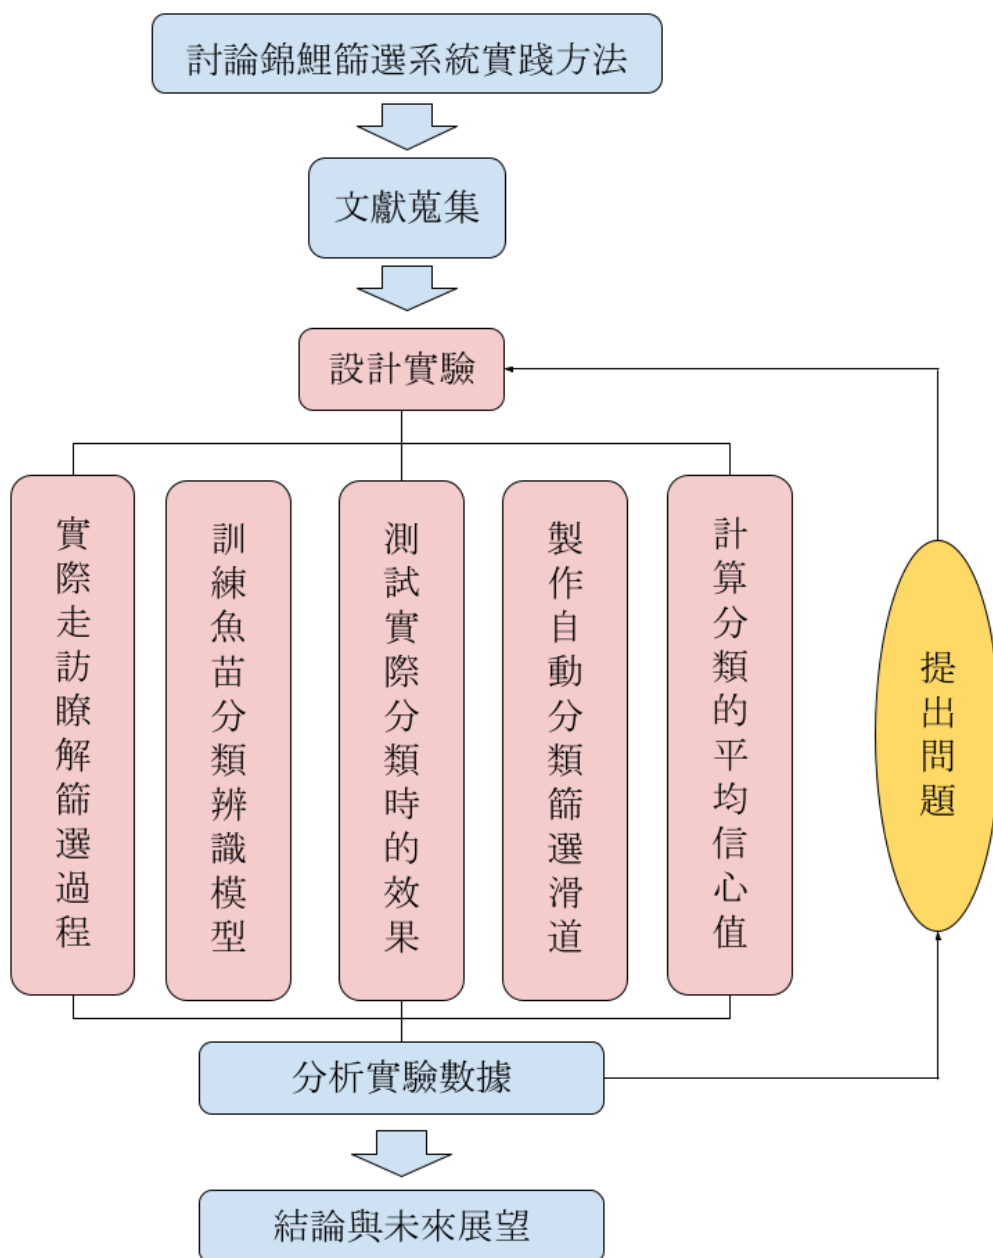 討論錦鯉篩選系統實踐方法
文獻蒐集
設計實驗
實際走訪瞭解篩選過程
訓練魚苗分類辨識模型
測試實際分類時的效果
製作自動分類篩選滑道
計算分類的平均信心值
提出問題
分析實驗數據
結論與未來展望